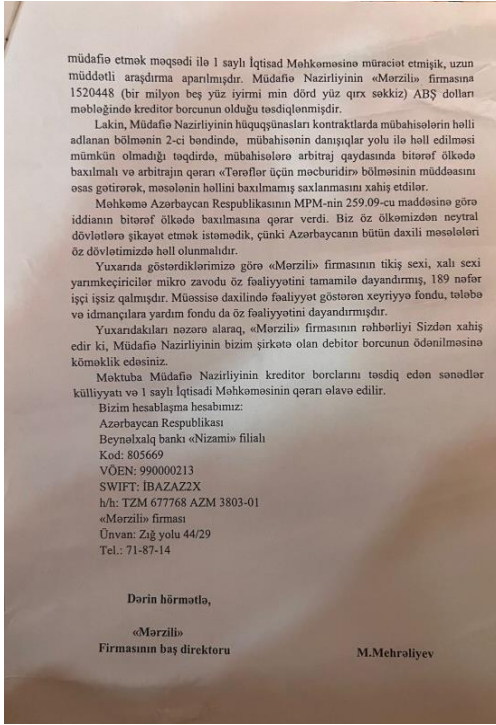 müdafiə etmək məqsədi ilə 1 saylı İqtisad Məhkəməsinə müraciət etmişik, uzun
müddətli araşdırma aparılmışdır. Müdafiə Nazirliyinin «Mərzili» firmasına
1520448 (bir milyon beş yüz iyirmi min dörd yüz qırx səkkiz) ABŞ dolları
məbləğində kreditor borcunun olduğu təsdiqlənmişdir.
Lakin, Müdafiə Nazirliyinin hüquqşünasları kontraktlarda mübahisələrin həlli
adlanan bölmənin 2-ci bəndində, mübahisənin danışıqlar yolu ilə həll edilməsi
mümkün olmadığı təqdirdə, mübahisələrə arbitraj qaydasında bitərəf ölkədə
baxılmalı və arbitrajın qərarı «Tərəflər üçün məcburidir» bölməsinin müddəasını
əsas gətirərək, məsələnin həllini baxılmamış saxlanmasını xahiş etdilər.
Məhkəmə Azərbaycan Respublikasının MPM-nin 259.09-cu maddəsinə görə
iddianın bitərəf ölkədə baxılmasına qərar verdi. Biz öz ölkəmizdən neytral
dövlətlərə şikayət etmək istəmədik, çünki Azərbaycanın bütün daxili məsələləri
öz dövlətimizdə həll olunmalıdır.
Yuxarıda göstərdiklərimizə görə «Mərzili» firmasının tikiş sexi, xalı sexi
yarımkeçiricilər mikro zavodu öz fəaliyyətini tamamilə dayandırmış, 189 nəfər
işçi işsiz qalmışdır. Müəssisə daxilində fəaliyyət göstərən xeyriyyə fondu, tələbə
və idmançılara yardım fondu da öz fəaliyyətini dayandırmışdır.
Yuxarıdakıları nəzərə alaraq, «Mərzili» firmasının rəhbərliyi Sizdən xahiş
edir ki, Müdafiə Nazirliyinin bizim şirkətə olan debitor borcunun ödənilməsinə
köməklik edəsiniz.
Məktuba Müdafiə Nazirliyinin kreditor borclarını təsdiq edən sənədlər
külliyyatı və 1 saylı İqtisadi Məhkəməsinin qərarı əlavə edilir.
Bizim hesablaşma hesabımız:
Azərbaycan Respulikası
Beynəlxalq bankı «Nizami» filialı
Kod: 805669
VÖEN: 990000213
SWIFT: İBAZAZ2X
h/h: TZM 677768 AZM 3803-01
«Mərzili» firması
Ünvan: Zığ yolu 44/29
Tel.: 71-87-14
Dərin hörmətlə,
«Mərzili»
Firmasının baş direktoru M.Mehrəliyev